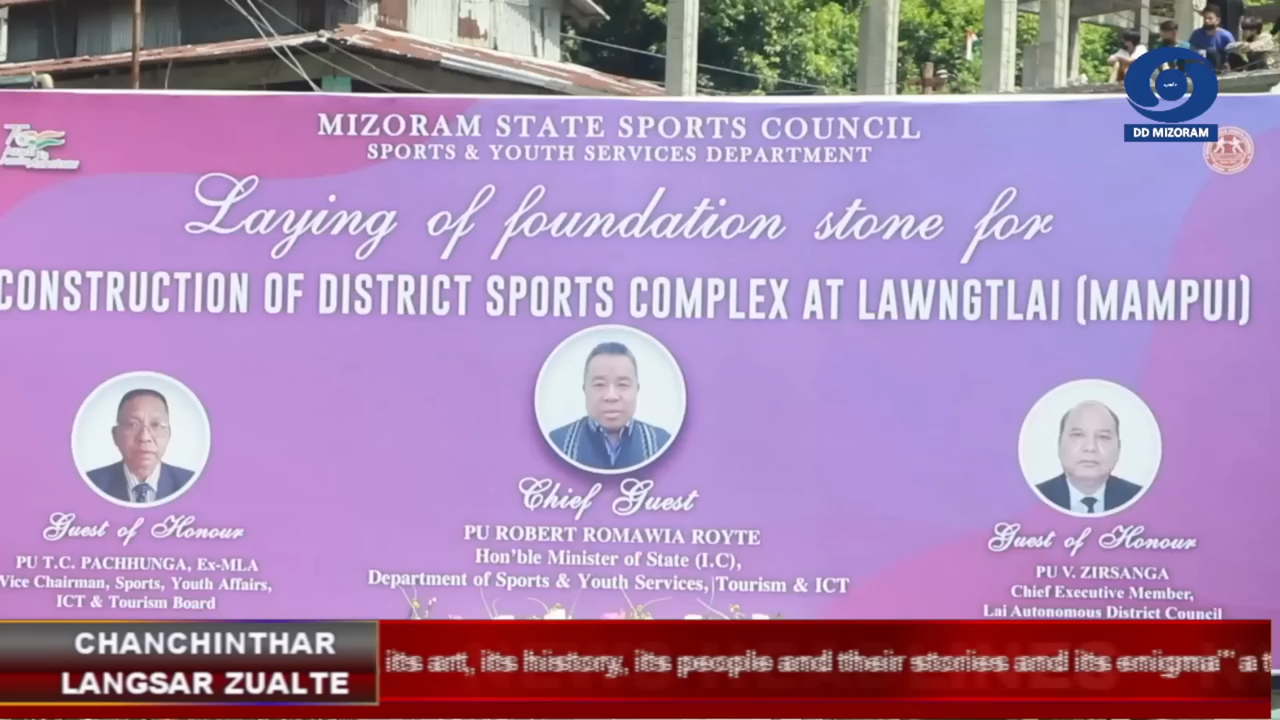 DD MIZORAM
MIZORAM STATE SPORTS COUNCIL
SPORTS & YOUTH SERVICES DEPARTMENT
Laying of foundation stone for
CONSTRUCTION OF DISTRICT SPORTS COMPLEX AT LAWNGTLAI (MAMPUI)
Guest of Honour
PU T.C. PACHHUNGA, Ex-MLA
Vice Chairman, Sports, Youth Affairs,
ICT & Tourism Board
Chief Guest
PU ROBERT ROMAWIA ROYTE
Hon'ble Minister of State (I.C),
Department of Sports & Youth Services, Tourism & ICT
Guest of Honour
PU V. ZIRSANGA
Chief Executive Member,
Lai Autonomous District Council
CHANCHINTHAR
LANGSAR ZUALTE
its art, its history, its people and their stories and its enigma" a t